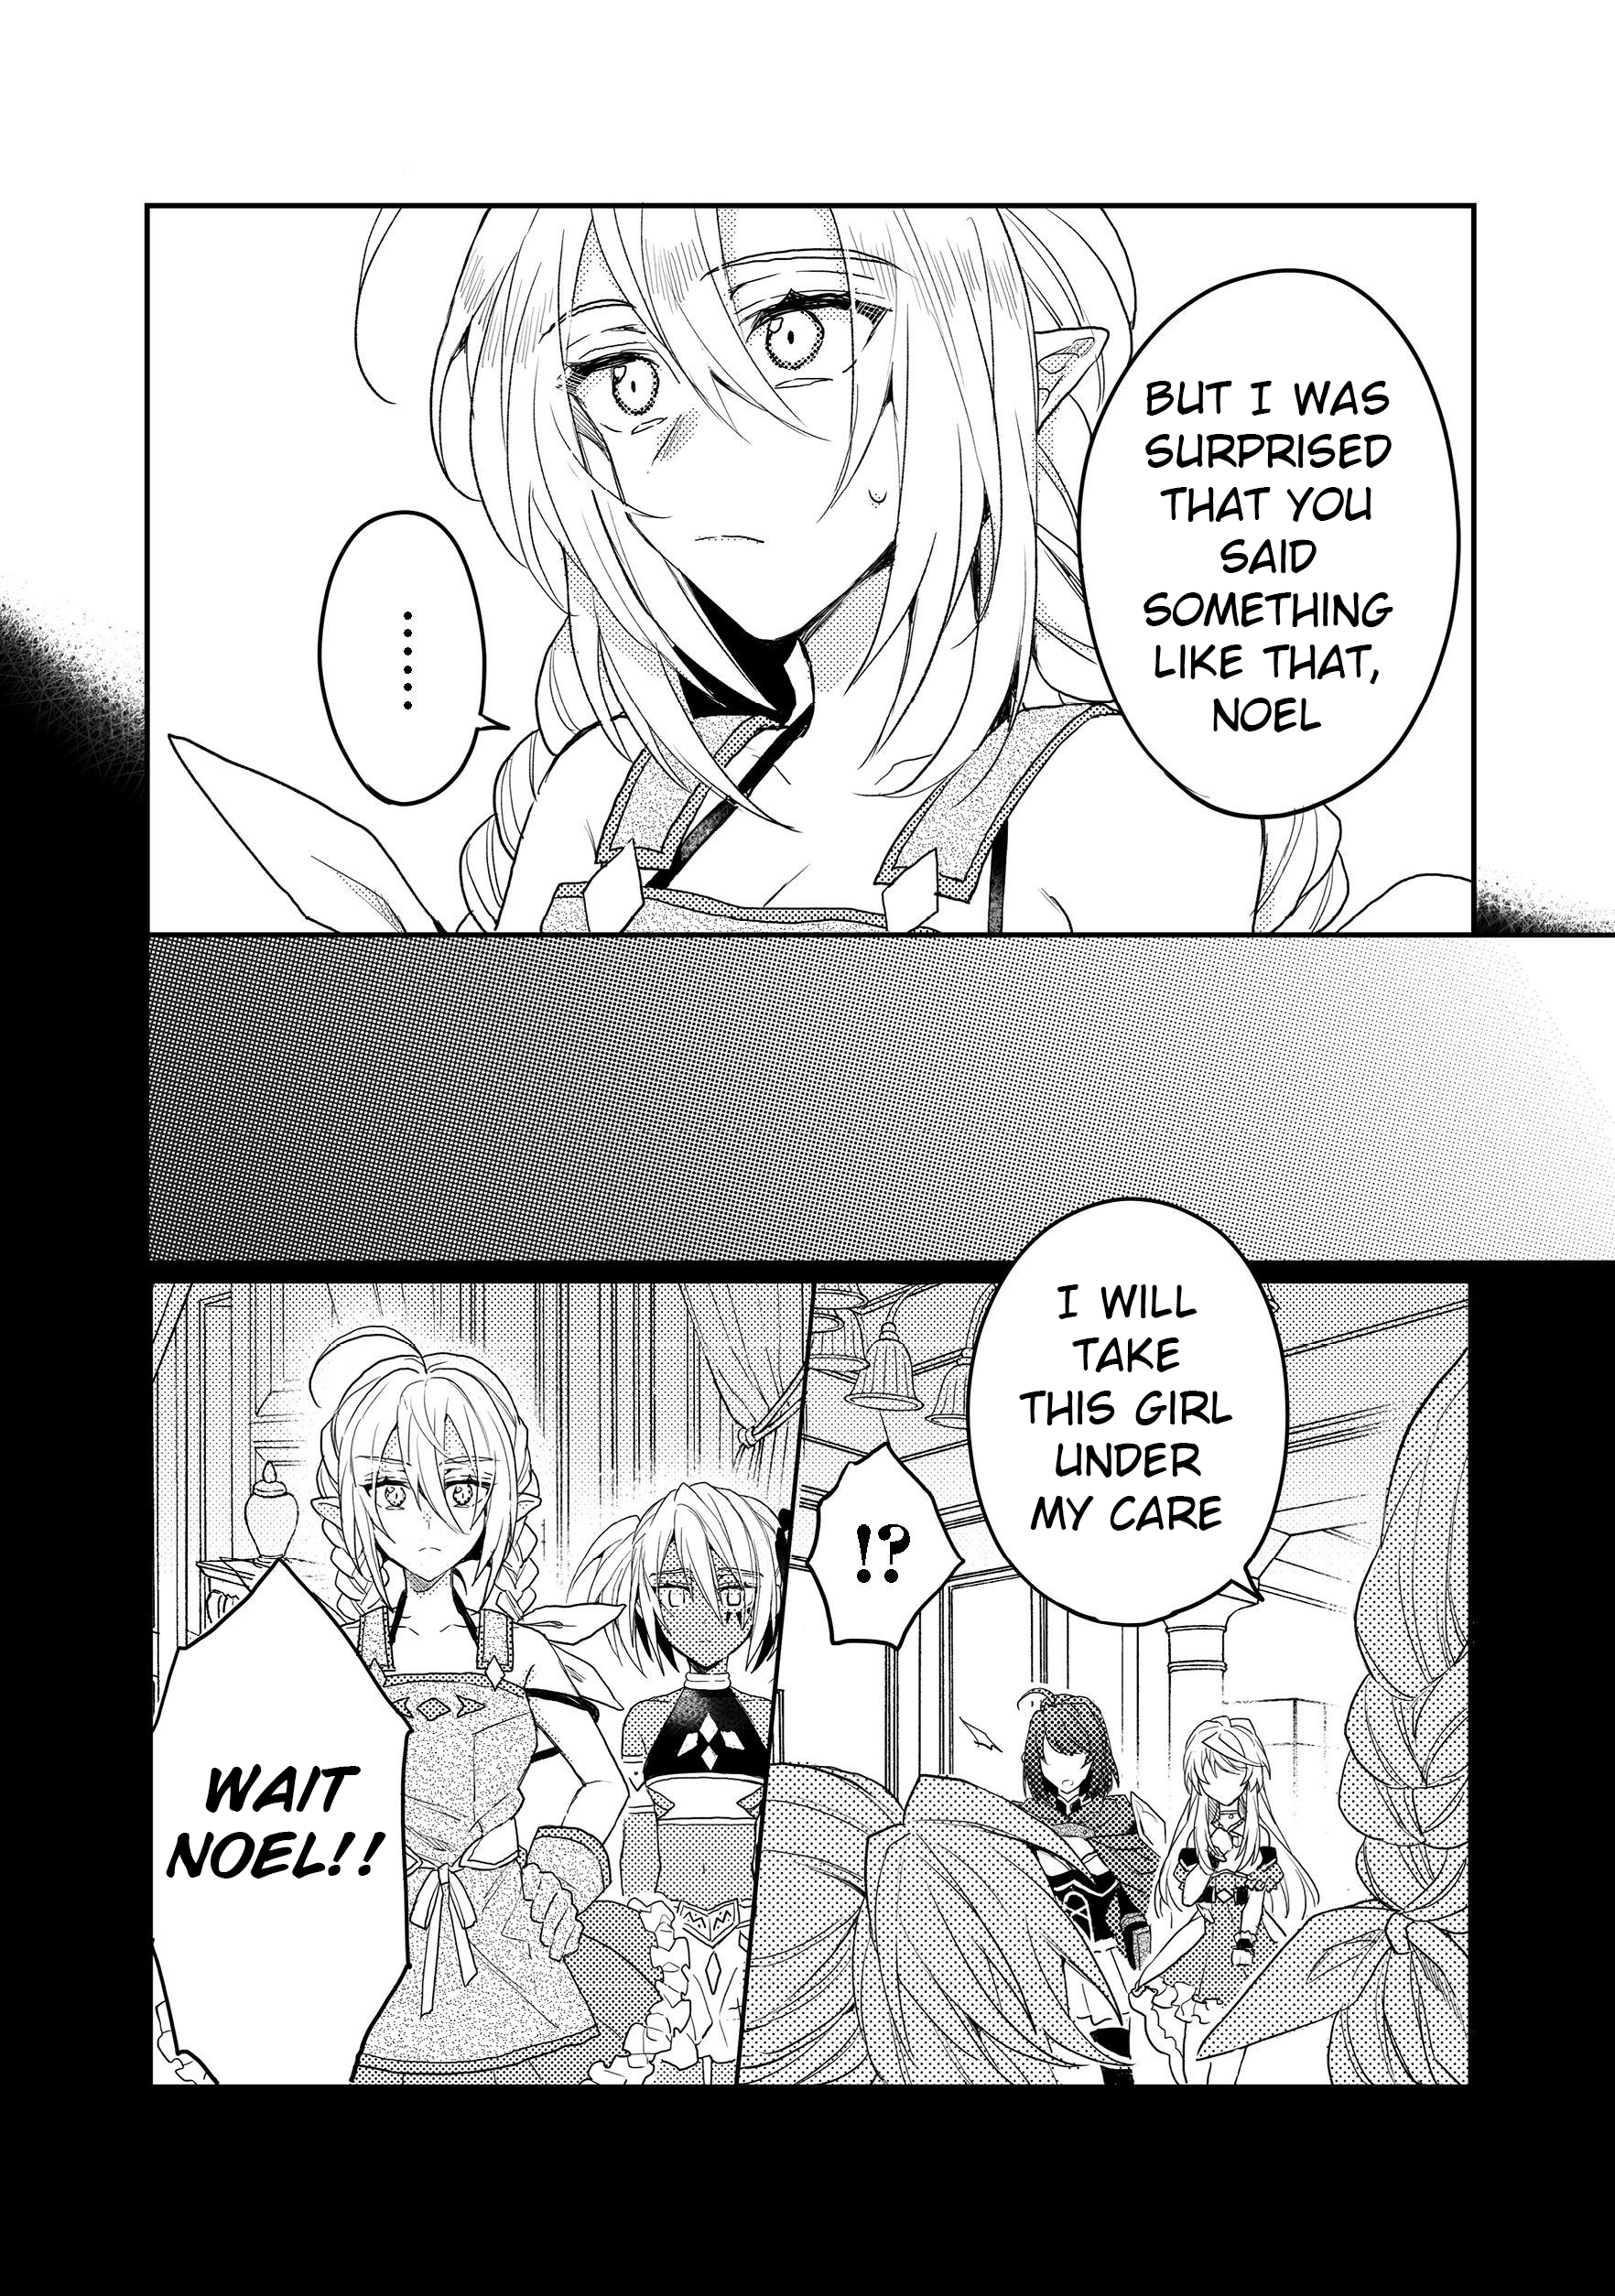 BUT I WAS
SURPRISED
THAT YOU
SAID
SOMETHING
LIKE THAT,
NOEL
......
I WILL
TAKE
THIS GIRL
UNDER
MY CARE
!?
WAIT
NOEL!!